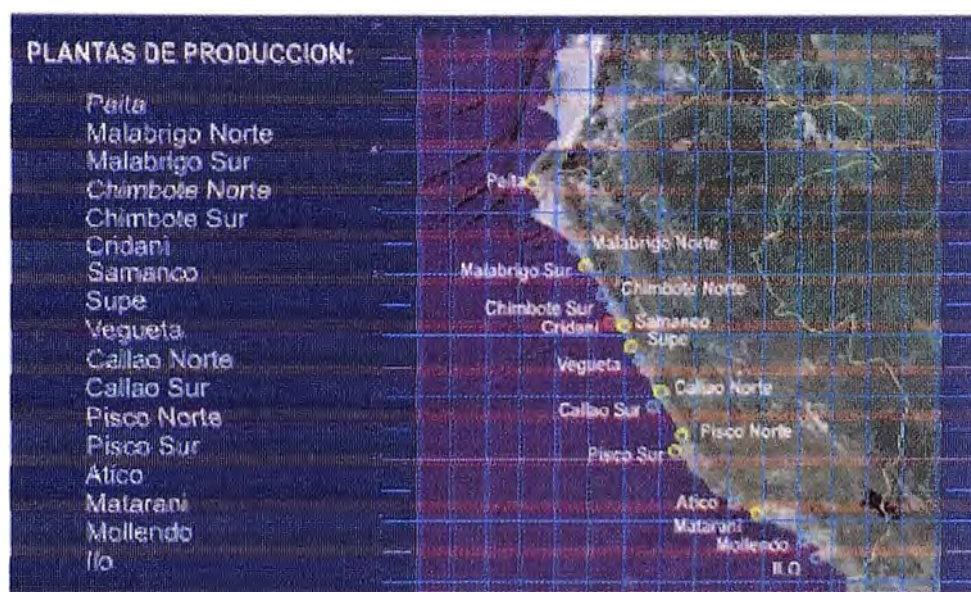 PLANTAS DE PRODUCCION:
Paita
Malabrigo Norte
Malabrigo Sur
Chimbote Norte
Chimbote Sur
Cridani
Samanco
Supe
Vegueta
Callao Norte
Callao Sur
Pisco Norte
Pisco Sur
Atico
Matarani
Mollendo
Ilo
Paita
Malabrigo Norte
Malabrigo Sur
Chimbote Norte
Chimbote Sur
Cridani
Samanco
Supe
Vegueta
Callao Norte
Callao Sur
Pisco Norte
Pisco Sur
Atico
Matarani
Mollendo
ILO